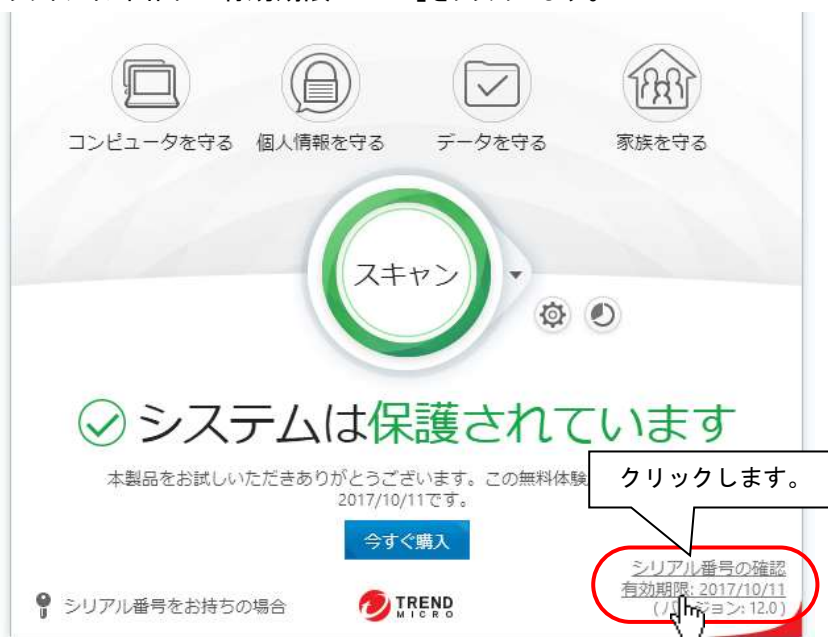 コンピュータを守る 個人情報を守る データを守る 家族を守る
スキャン
システムは保護されています
本製品をお試しいただきありがとうございます。この無料体験
2017/10/11です。
クリックします。
今すぐ購入
シリアル番号の確認
有効期限: 2017/10/11
(バージョン: 12.0)
シリアル番号をお持ちの場合
TREND
MICRO